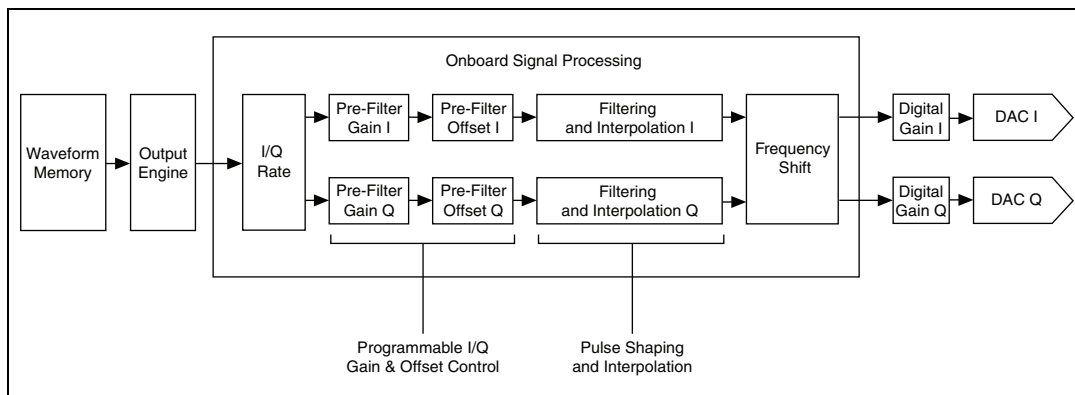 Onboard Signal Processing
Waveform
Memory
Output
Engine
I/Q
Rate
Pre-Filter
Gain I
Pre-Filter
Offset I
Filtering
and Interpolation I
Pre-Filter
Gain Q
Pre-Filter
Offset Q
Filtering
and Interpolation Q
Frequency
Shift
Digital
Gain I
DAC I
Digital
Gain Q
DAC Q
Programmable I/Q
Gain & Offset Control
Pulse Shaping
and Interpolation